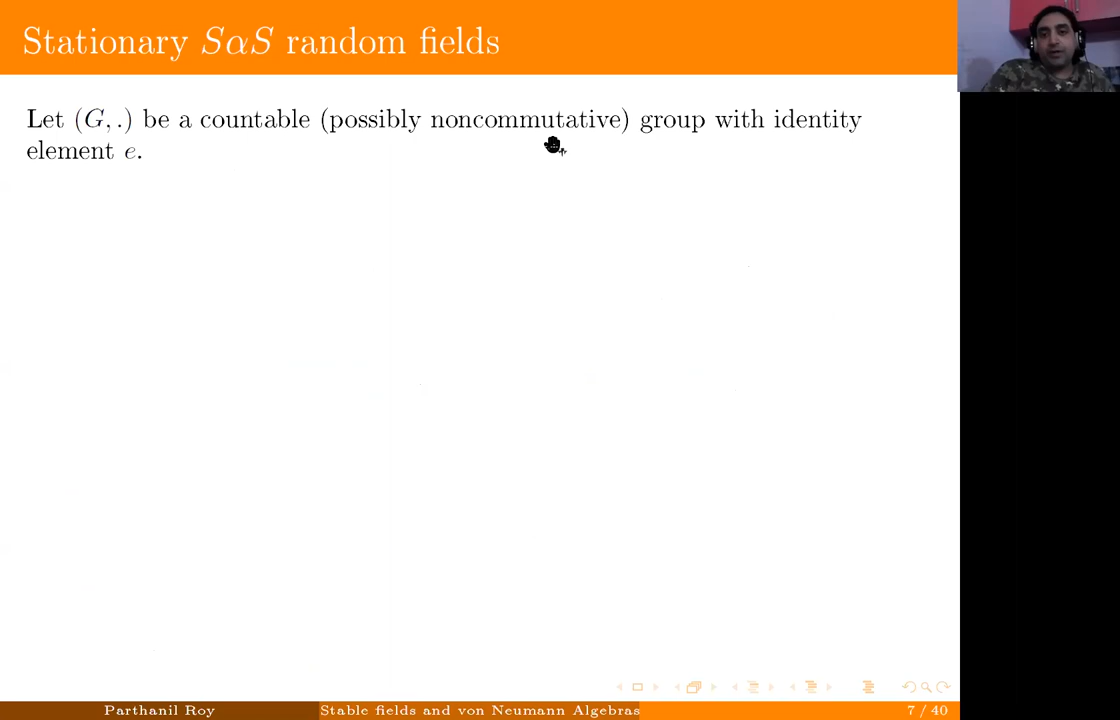 Stationary SαS random fields
Let (G, .) be a countable (possibly noncommutative) group with identity
element e.
Parthanil Roy
Stable fields and von Neumann Algebras
7 / 40